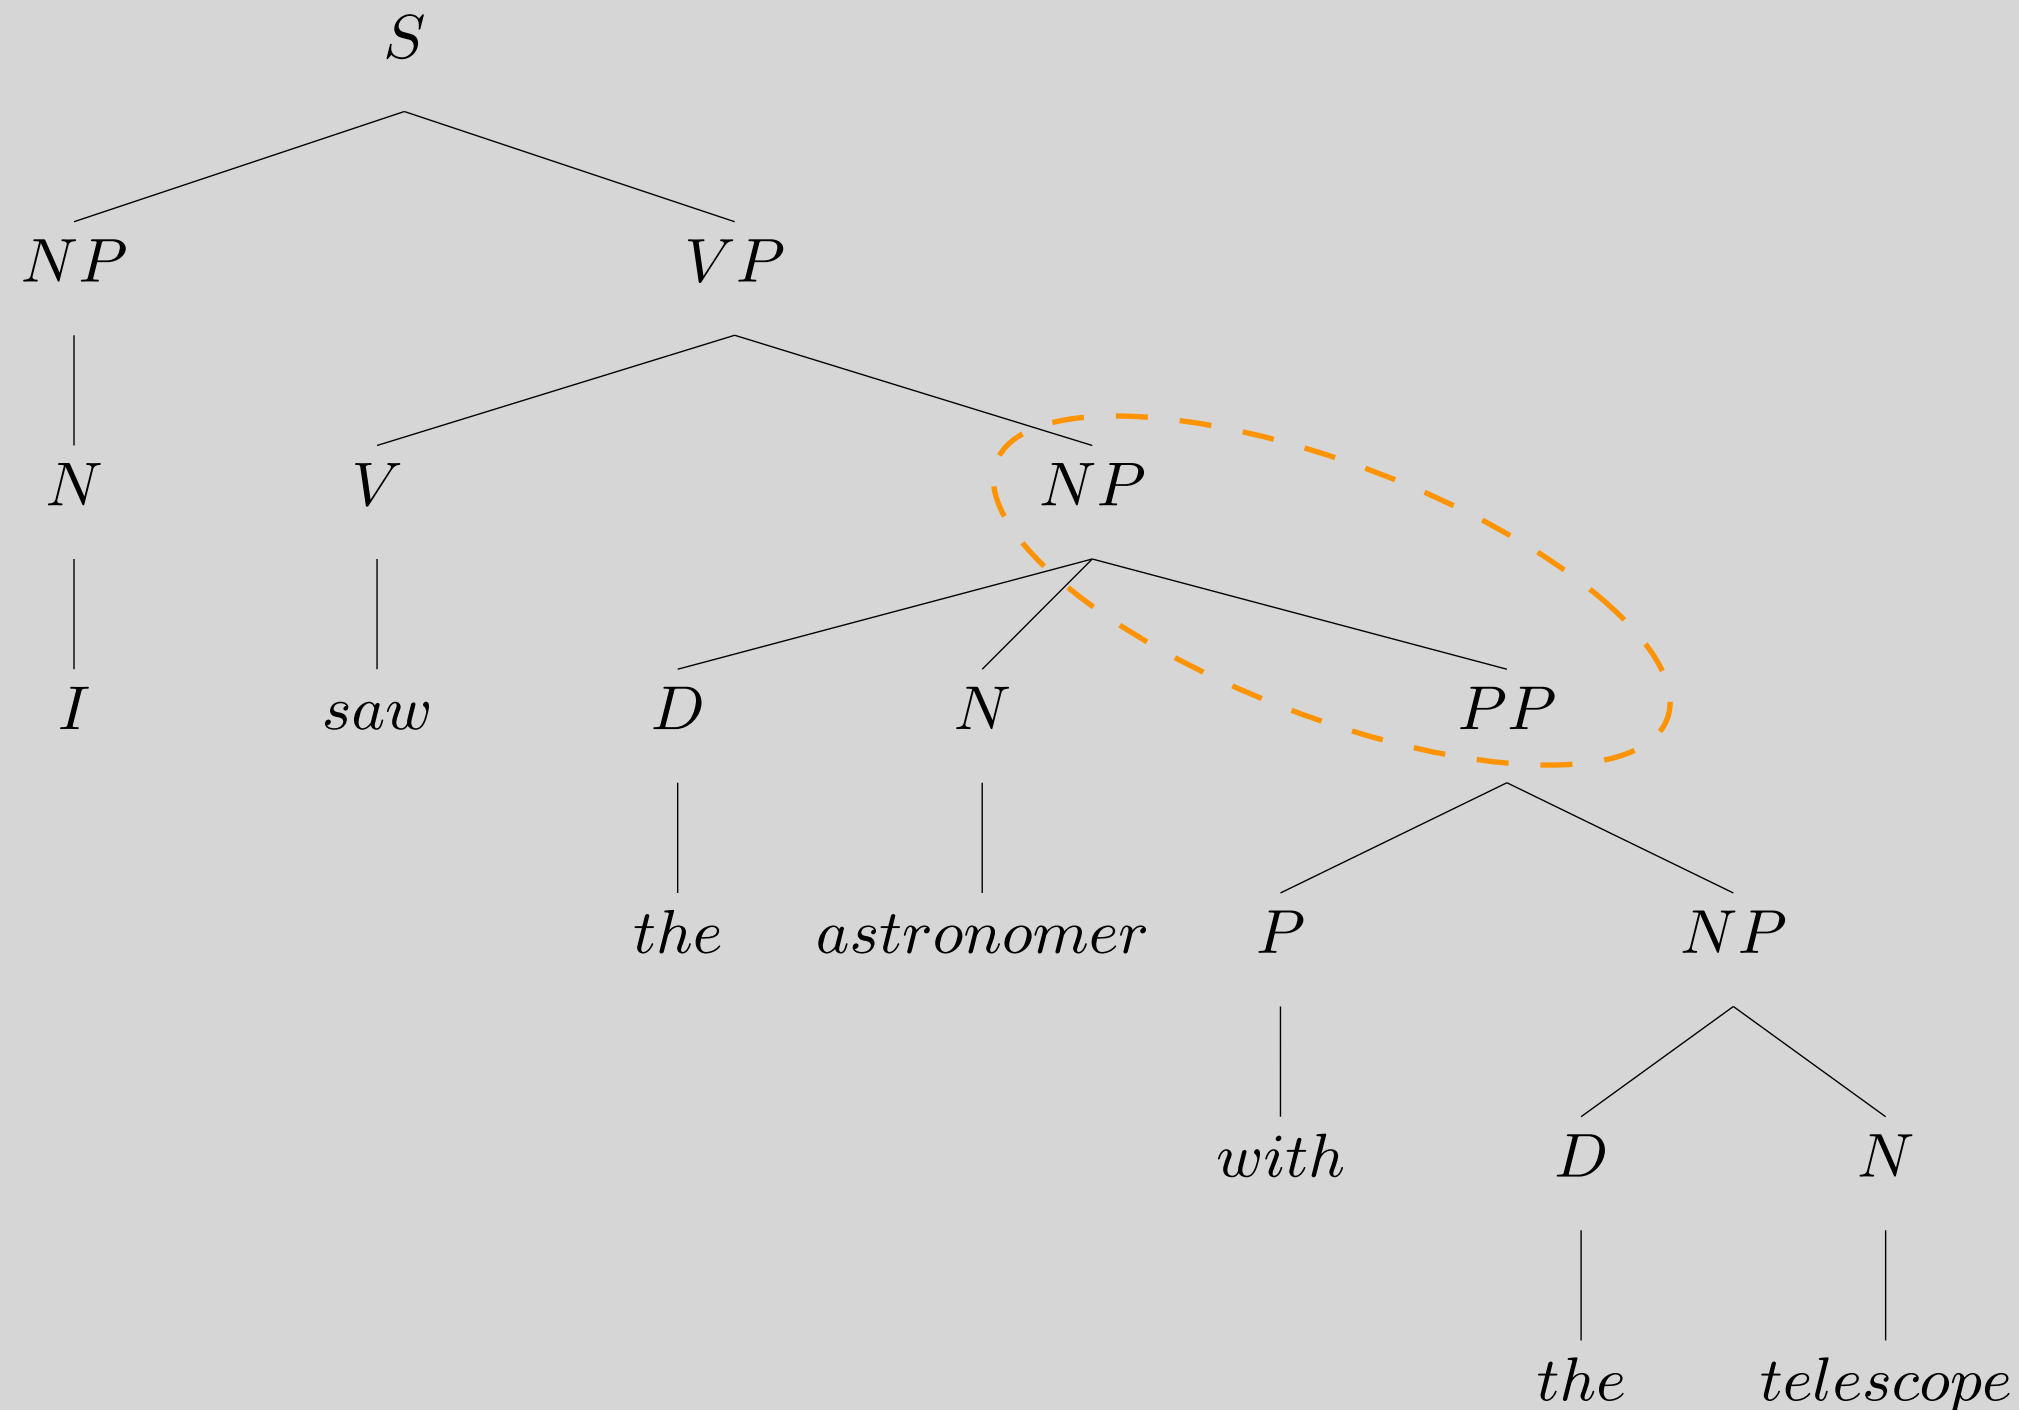 S
NP VP
N V NP
I saw D N PP
the astronomer P NP
with D N
the telescope